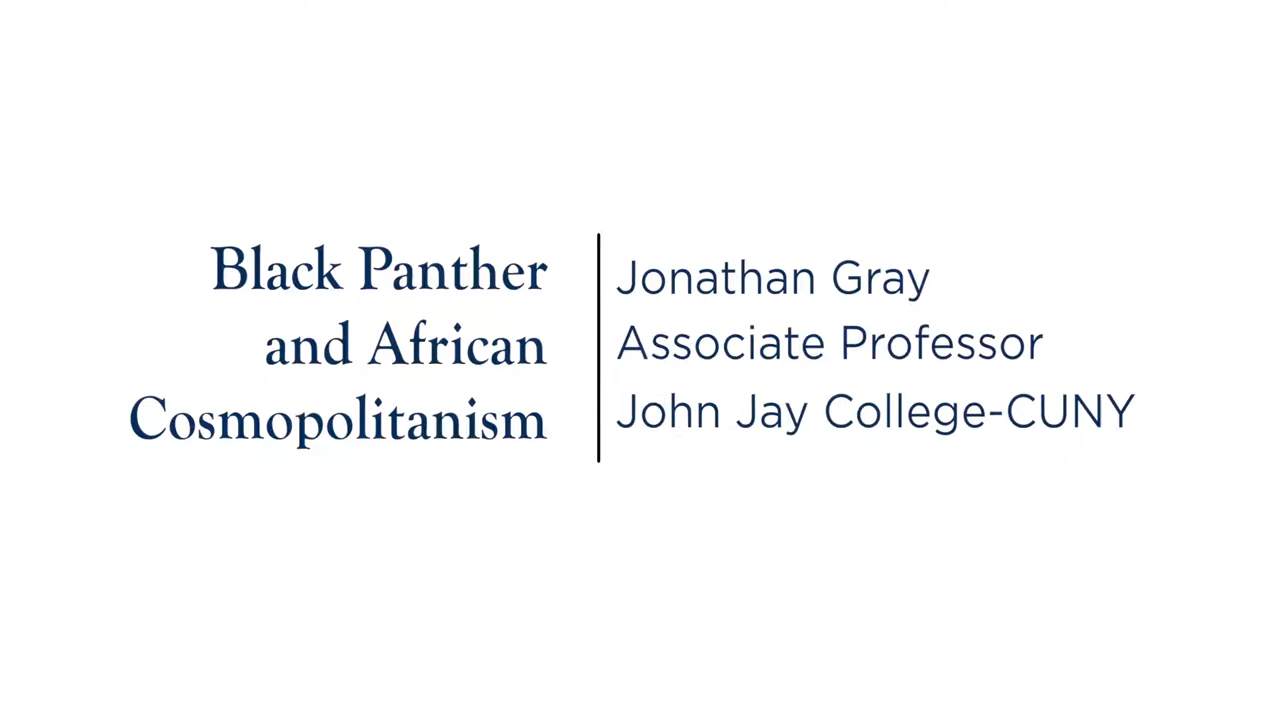 Black Panther
and African
Cosmopolitanism
Jonathan Gray
Associate Professor
John Jay College-CUNY